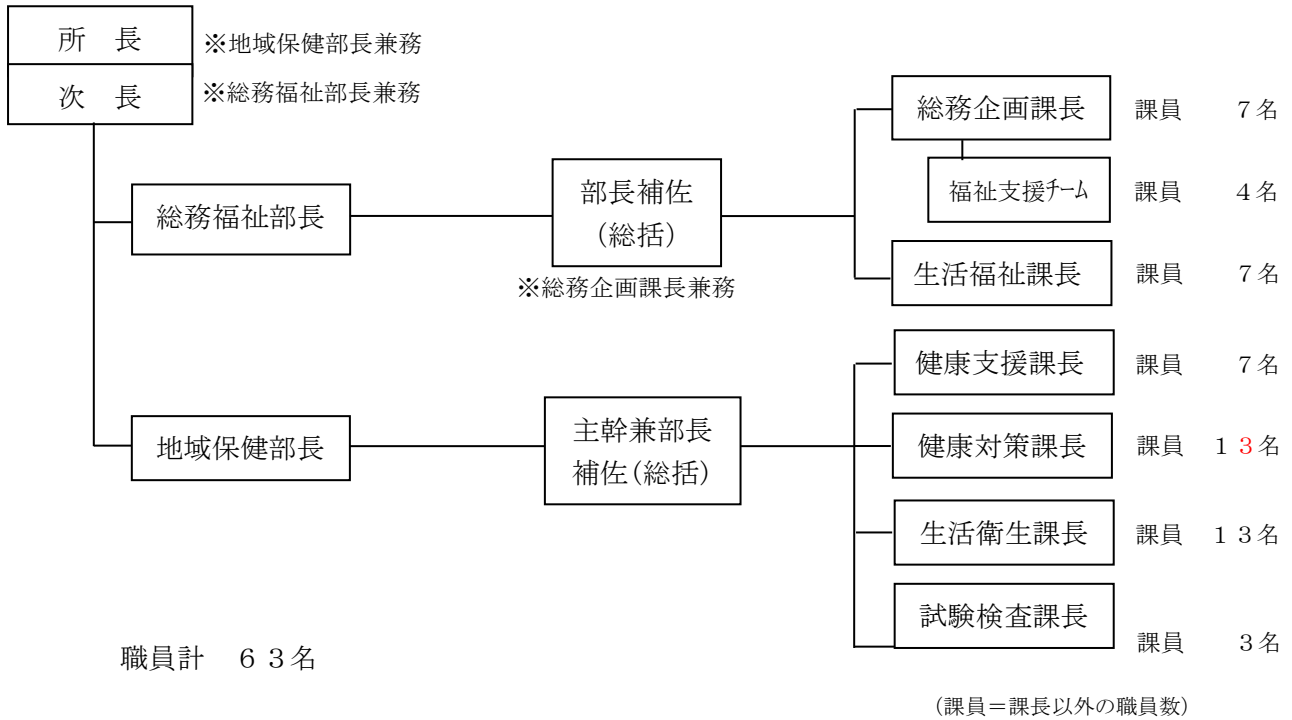 所　長　※地域保健部長兼務
次　長　※総務福祉部長兼務
総務企画課長　課員　７名
福祉支援ﾁｰﾑ　課員　４名
総務福祉部長
部長補佐
（総括）
※総務企画課長兼務
生活福祉課長　課員　７名
健康支援課長　課員　７名
地域保健部長
主幹兼部長
補佐（総括）
健康対策課長　課員　１３名
生活衛生課長　課員　１３名
試験検査課長　課員　３名
職員計　６３名
（課員＝課長以外の職員数）